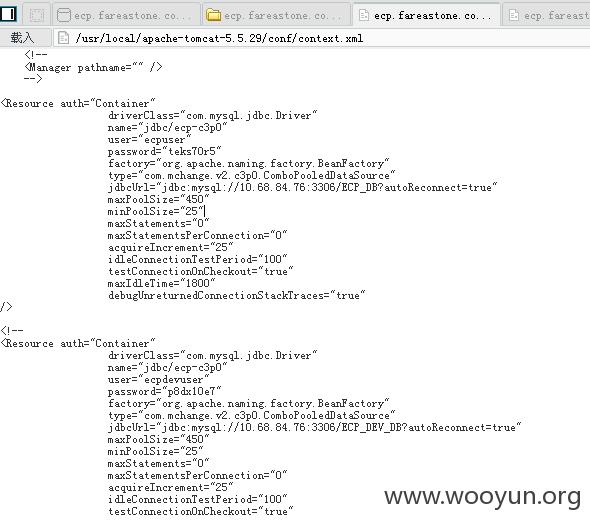 ecp.fareastone.co...
ecp.fareastone.co...
ecp.fareastone.co...
ecp.fareaston
载入
/usr/local/apache-tomcat-5.5.29/conf/context.xml
<!--
<Manager pathname="" />
-->
<Resource auth="Container"
driverClass="com.mysql.jdbc.Driver"
name="jdbc/ecp-c3p0"
user="ecpuser"
password="teks70r5"
factory="org.apache.naming.factory.BeanFactory"
type="com.mchange.v2.c3p0.ComboPooledDataSource"
jdbcUrl="jdbc:mysql://10.68.84.76:3306/ECP_DB?autoReconnect=true"
maxPoolSize="450"
minPoolSize="25"
maxStatements="0"
maxStatementsPerConnection="0"
acquireIncrement="25"
idleConnectionTestPeriod="100"
testConnectionOnCheckout="true"
maxIdleTime="1800"
debugUnreturnedConnectionStackTraces="true"
/>
<!--
<Resource auth="Container"
driverClass="com.mysql.jdbc.Driver"
name="jdbc/ecp-c3p0"
user="ecpdevuser"
password="p8dx10e7"
factory="org.apache.naming.factory.BeanFactory"
type="com.mchange.v2.c3p0.ComboPooledDataSource"
jdbcUrl="jdbc:mysql://10.68.84.76:3306/ECP_DEV_DB?autoReconnect=true"
maxPoolSize="450"
minPoolSize="25"
maxStatements="0"
maxStatementsPerConnection="0"
acquireIncrement="25"
idleConnectionTestPeriod="100"
testConnectionOnCheckout="true"
www.wooyun.org